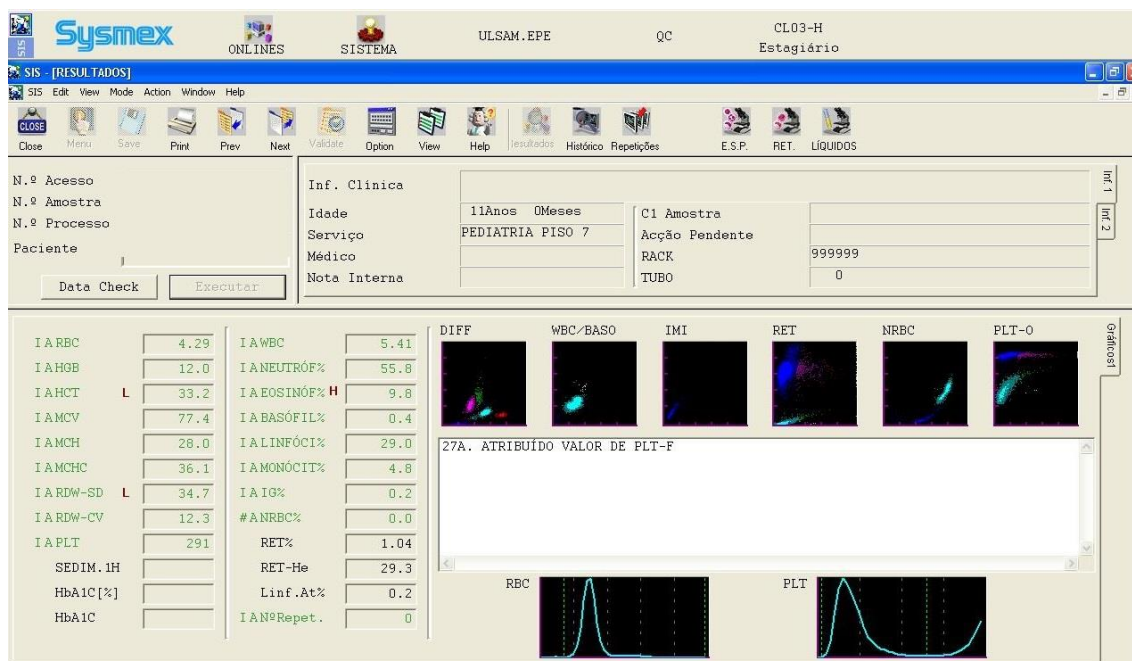 Sysmex
SIS
ONLINES
SISTEMA
ULSAM.EPE
QC
CL03-H
Estagiário
SIS - [RESULTADOS]
SIS Edit View Mode Action Window Help
CLOSE
Close Menu Save Print Prev Next Validate Option View Help Resultados Histórico Repetições E.S.P. RET. LÍQUIDOS
N.º Acesso
N.º Amostra
N.º Processo
Paciente
Data Check Executar
Inf. Clínica
Idade 11Anos 0Meses
Serviço PEDIATRIA PISO 7
Médico
Nota Interna
C1 Amostra
Acção Pendente
RACK 999999
TUBO 0
Inf. 1
Inf. 2
IARBC 4.29
IAHGB 12.0
IAHCT L 33.2
IAMCV 77.4
IAMCH 28.0
IAMCHC 36.1
IARDW-SD L 34.7
IARDW-CV 12.3
IAPLT 291
SEDIM.1H
HbA1C[%]
HbA1C
IAWBC 5.41
IANEUTRÓF% 55.8
IAEOSINÓF% H 9.8
IABASÓFIL% 0.4
IALINFÓCI% 29.0
IAMONÓCIT% 4.8
IAIG% 0.2
#ANRBC% 0.0
RET% 1.04
RET-He 29.3
Linf.At% 0.2
IANºRepet. 0
DIFF WBC/BASO IMI RET NRBC PLT-O
Gráficos1
27A. ATRIBUÍDO VALOR DE PLT-F
RBC
PLT